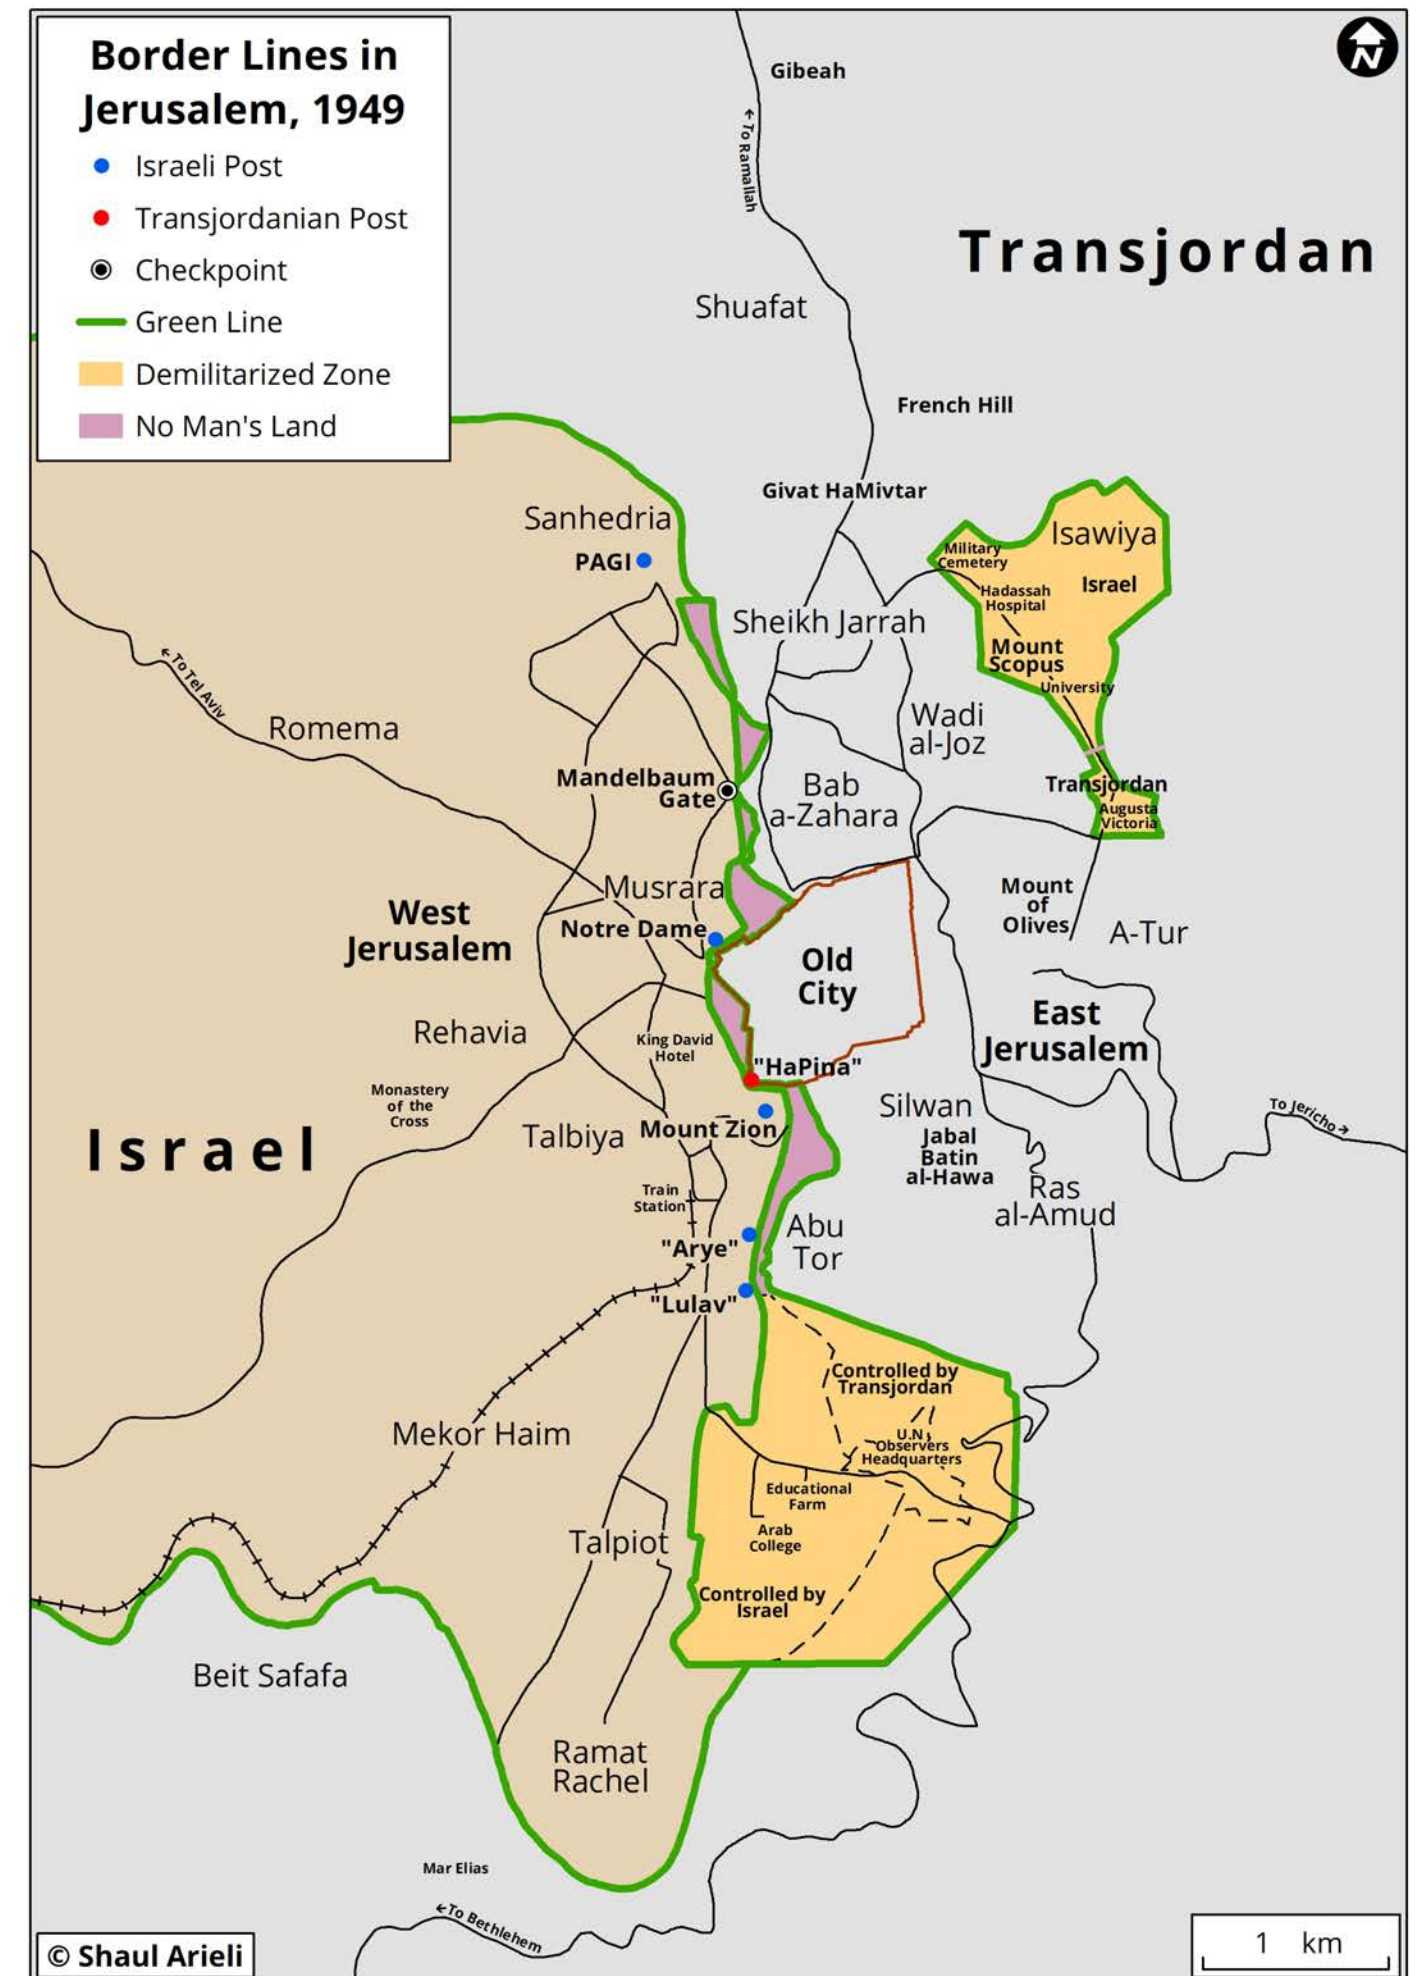 Border Lines in
Jerusalem, 1949
Israeli Post
Transjordanian Post
Checkpoint
Green Line
Demilitarized Zone
No Man's Land
N
Gibeah
← To Ramallah
Transjordan
Shuafat
French Hill
Givat HaMivtar
Sanhedria
PAGI
Isawiya
Military
Cemetery
Israel
Hadassah
Hospital
Sheikh Jarrah
Mount
Scopus
University
← To Tel Aviv
Romema
Wadi
al-Joz
Mandelbaum
Gate
Bab
a-Zahara
Transjordan
Augusta
Victoria
Musrara
West
Jerusalem
Notre Dame
Mount
of
Olives
A-Tur
Old
City
East
Jerusalem
Rehavia
King David
Hotel
"HaPina"
Monastery
of the
Cross
Israel
Talbiya
Mount Zion
Silwan
Jabal
Batin
al-Hawa
To Jericho →
Ras
al-Amud
Train
Station
Abu
Tor
"Arye"
"Lulav"
Controlled by
Transjordan
Mekor Haim
U.N.
Observers
Headquarters
Educational
Farm
Arab
College
Talpiot
Controlled by
Israel
Beit Safafa
Ramat
Rachel
Mar Elias
← To Bethlehem
© Shaul Arieli
1 km